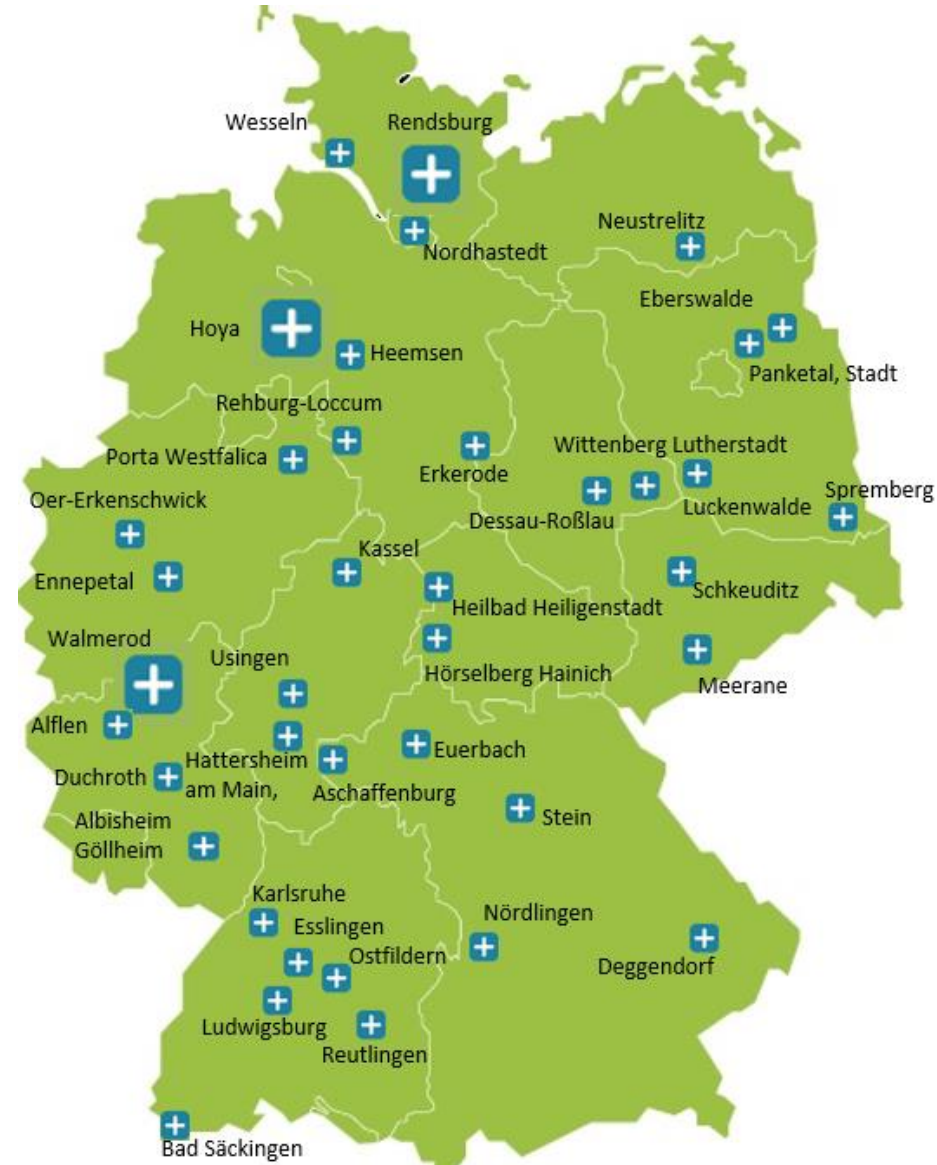 Wesseln
Rendsburg
Nordhastedt
Neustrelitz
Eberswalde
Hoya
Heemsen
Panketal, Stadt
Rehburg-Loccum
Porta Westfalica
Erkerode
Wittenberg Lutherstadt
Oer-Erkenschwick
Dessau-Roßlau
Luckenwalde
Spremberg
Kassel
Ennepetal
Heilbad Heiligenstadt
Schkeuditz
Walmerod
Usingen
Hörselberg Hainich
Meerane
Alflen
Hattersheim
am Main,
Euerbach
Duchroth
Aschaffenburg
Stein
Albisheim
Göllheim
Karlsruhe
Esslingen
Nördlingen
Ostfildern
Deggendorf
Ludwigsburg
Reutlingen
Bad Säckingen